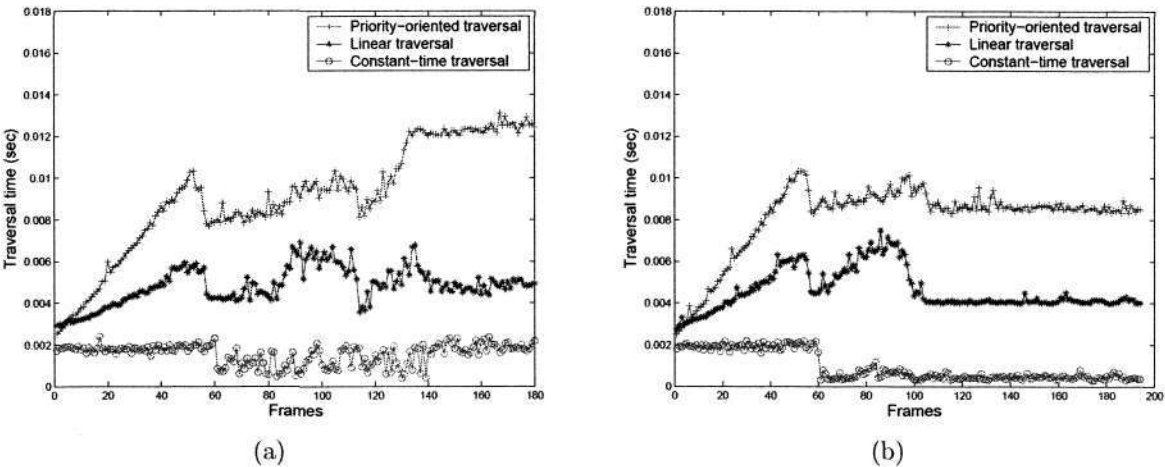 0.018
0.016
0.014
0.012
0.01
0.008
0.006
0.004
0.002
0
Traversal time (sec)
Priority-oriented traversal
Linear traversal
Constant-time traversal
0 20 40 60 80 100 120 140 160 180
Frames
(a)
0.018
0.016
0.014
0.012
0.01
0.008
0.006
0.004
0.002
0
Traversal time (sec)
Priority-oriented traversal
Linear traversal
Constant-time traversal
0 20 40 60 80 100 120 140 160 180 200
Frames
(b)